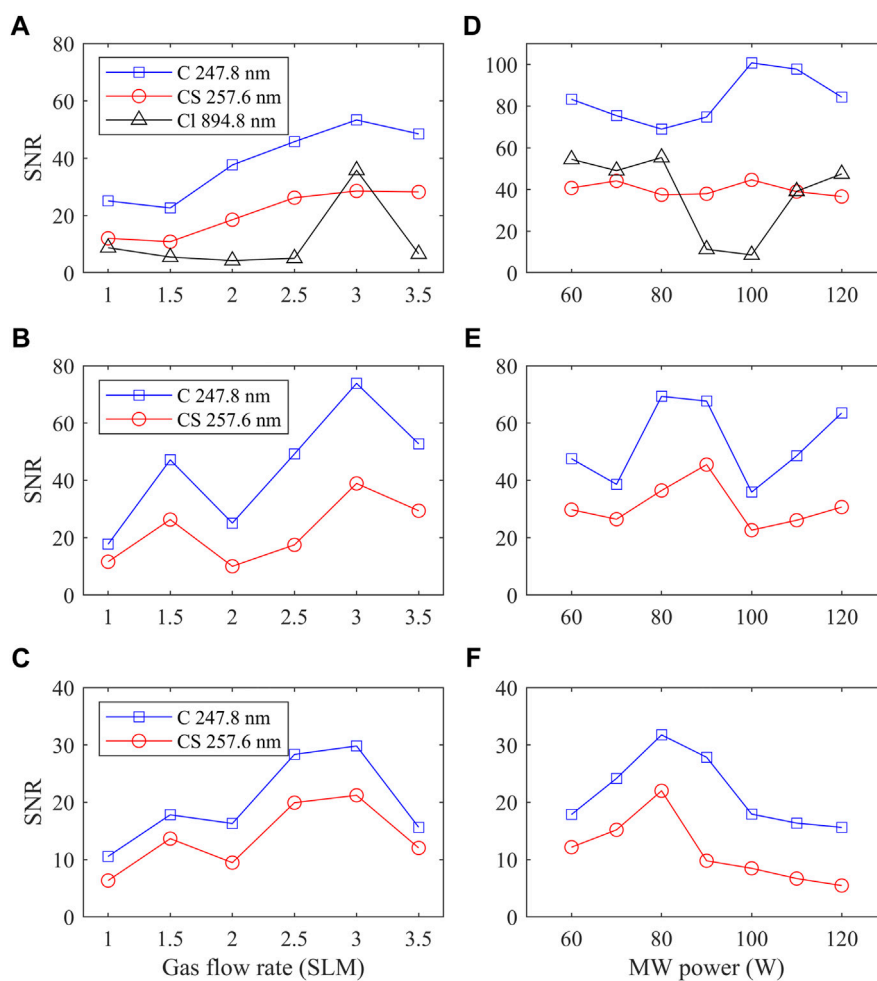 A
SNR
80
60
40
20
0
C 247.8 nm
CS 257.6 nm
Cl 894.8 nm
1 1.5 2 2.5 3 3.5
D
100
80
60
40
20
0
60 80 100 120
B
SNR
80
60
40
20
0
C 247.8 nm
CS 257.6 nm
1 1.5 2 2.5 3 3.5
E
80
60
40
20
0
60 80 100 120
C
SNR
40
30
20
10
0
C 247.8 nm
CS 257.6 nm
1 1.5 2 2.5 3 3.5
Gas flow rate (SLM)
F
40
30
20
10
0
60 80 100 120
MW power (W)